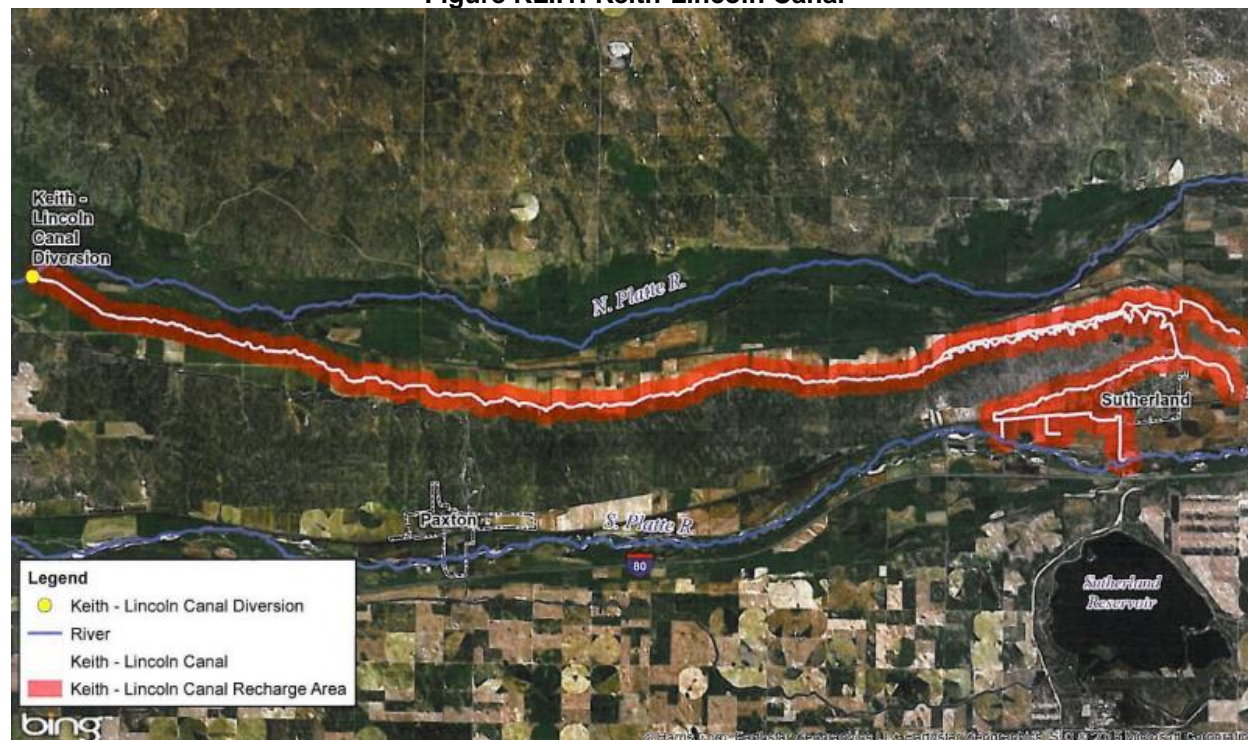 Keith -
Lincoln
Canal
Diversion
N. Platte R.
Sutherland
Paxton
S. Platte R.
80
Sutherland
Reservoir
Legend
Keith - Lincoln Canal Diversion
River
Keith - Lincoln Canal
Keith - Lincoln Canal Recharge Area
bing